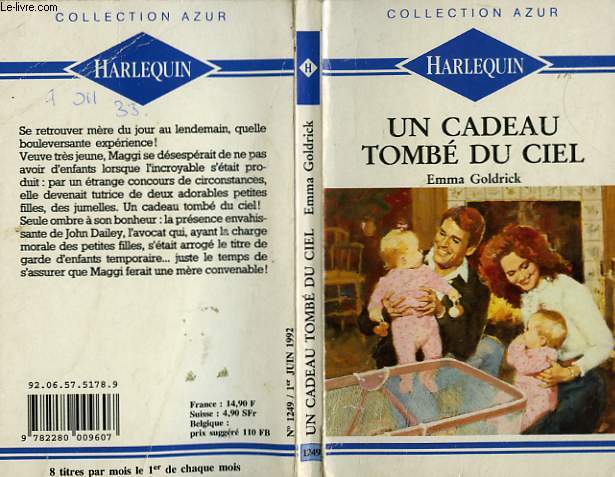 Le-livre.com
COLLECTION AZUR
HARLEQUIN
1 011
33.
Se retrouver mère du jour au lendemain, quelle
bouleversante expérience!
Veuve très jeune, Maggi se désespérait de ne pas
avoir d'enfants lorsque l'incroyable s'était pro-
duit : par un étrange concours de circonstances,
elle devenait tutrice de deux adorables petites
filles, des jumelles. Un cadeau tombé du ciel!
Seule ombre à son bonheur : la présence envahis-
sante de John Dailey, l'avocat qui, ayant la charge
morale des petites filles, s'était arrogé le titre de
garde d'enfants temporaire... juste le temps de
s'assurer que Maggi ferait une mère convenable!
92.06.57.5178.9
9 782280 009607
France : 14,90 F
Suisse : 4,90 SFr
Belgique :
prix suggéré 110 FB
8 titres par mois le 1er de chaque mois
H
Emma Goldrick
UN CADEAU TOMBÉ DU CIEL
N° 1249 / 1er JUIN 1992
1249
COLLECTION AZUR
HARLEQUIN
UN CADEAU
TOMBÉ DU CIEL
Emma Goldrick